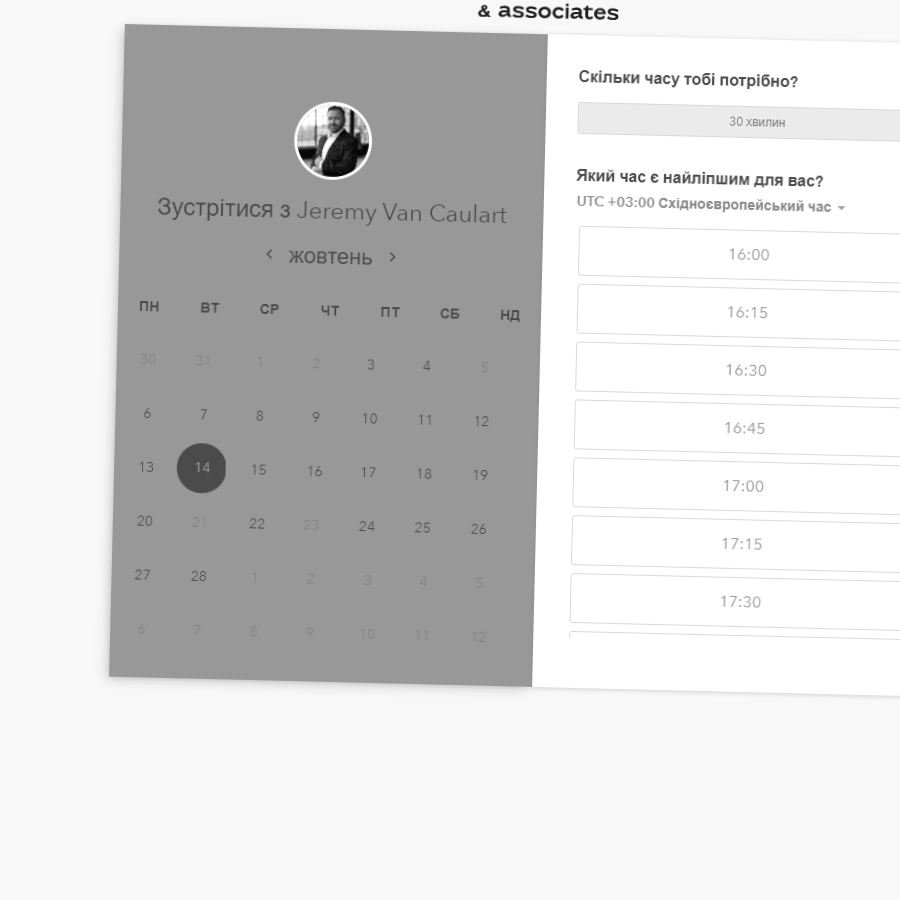 & associates
Зустрітися з Jeremy Van Caulart
жовтень
ПН ВТ СР ЧТ ПТ СБ НД
30 31 1 2 3 4 5
6 7 8 9 10 11 12
13 14 15 16 17 18 19
20 21 22 23 24 25 26
27 28 1 2 3 4 5
6 7 8 9 10 11 12
Скільки часу тобі потрібно?
30 хвилин
Який час є найліпшим для вас?
UTC +03:00 Східноєвропейський час
16:00
16:15
16:30
16:45
17:00
17:15
17:30